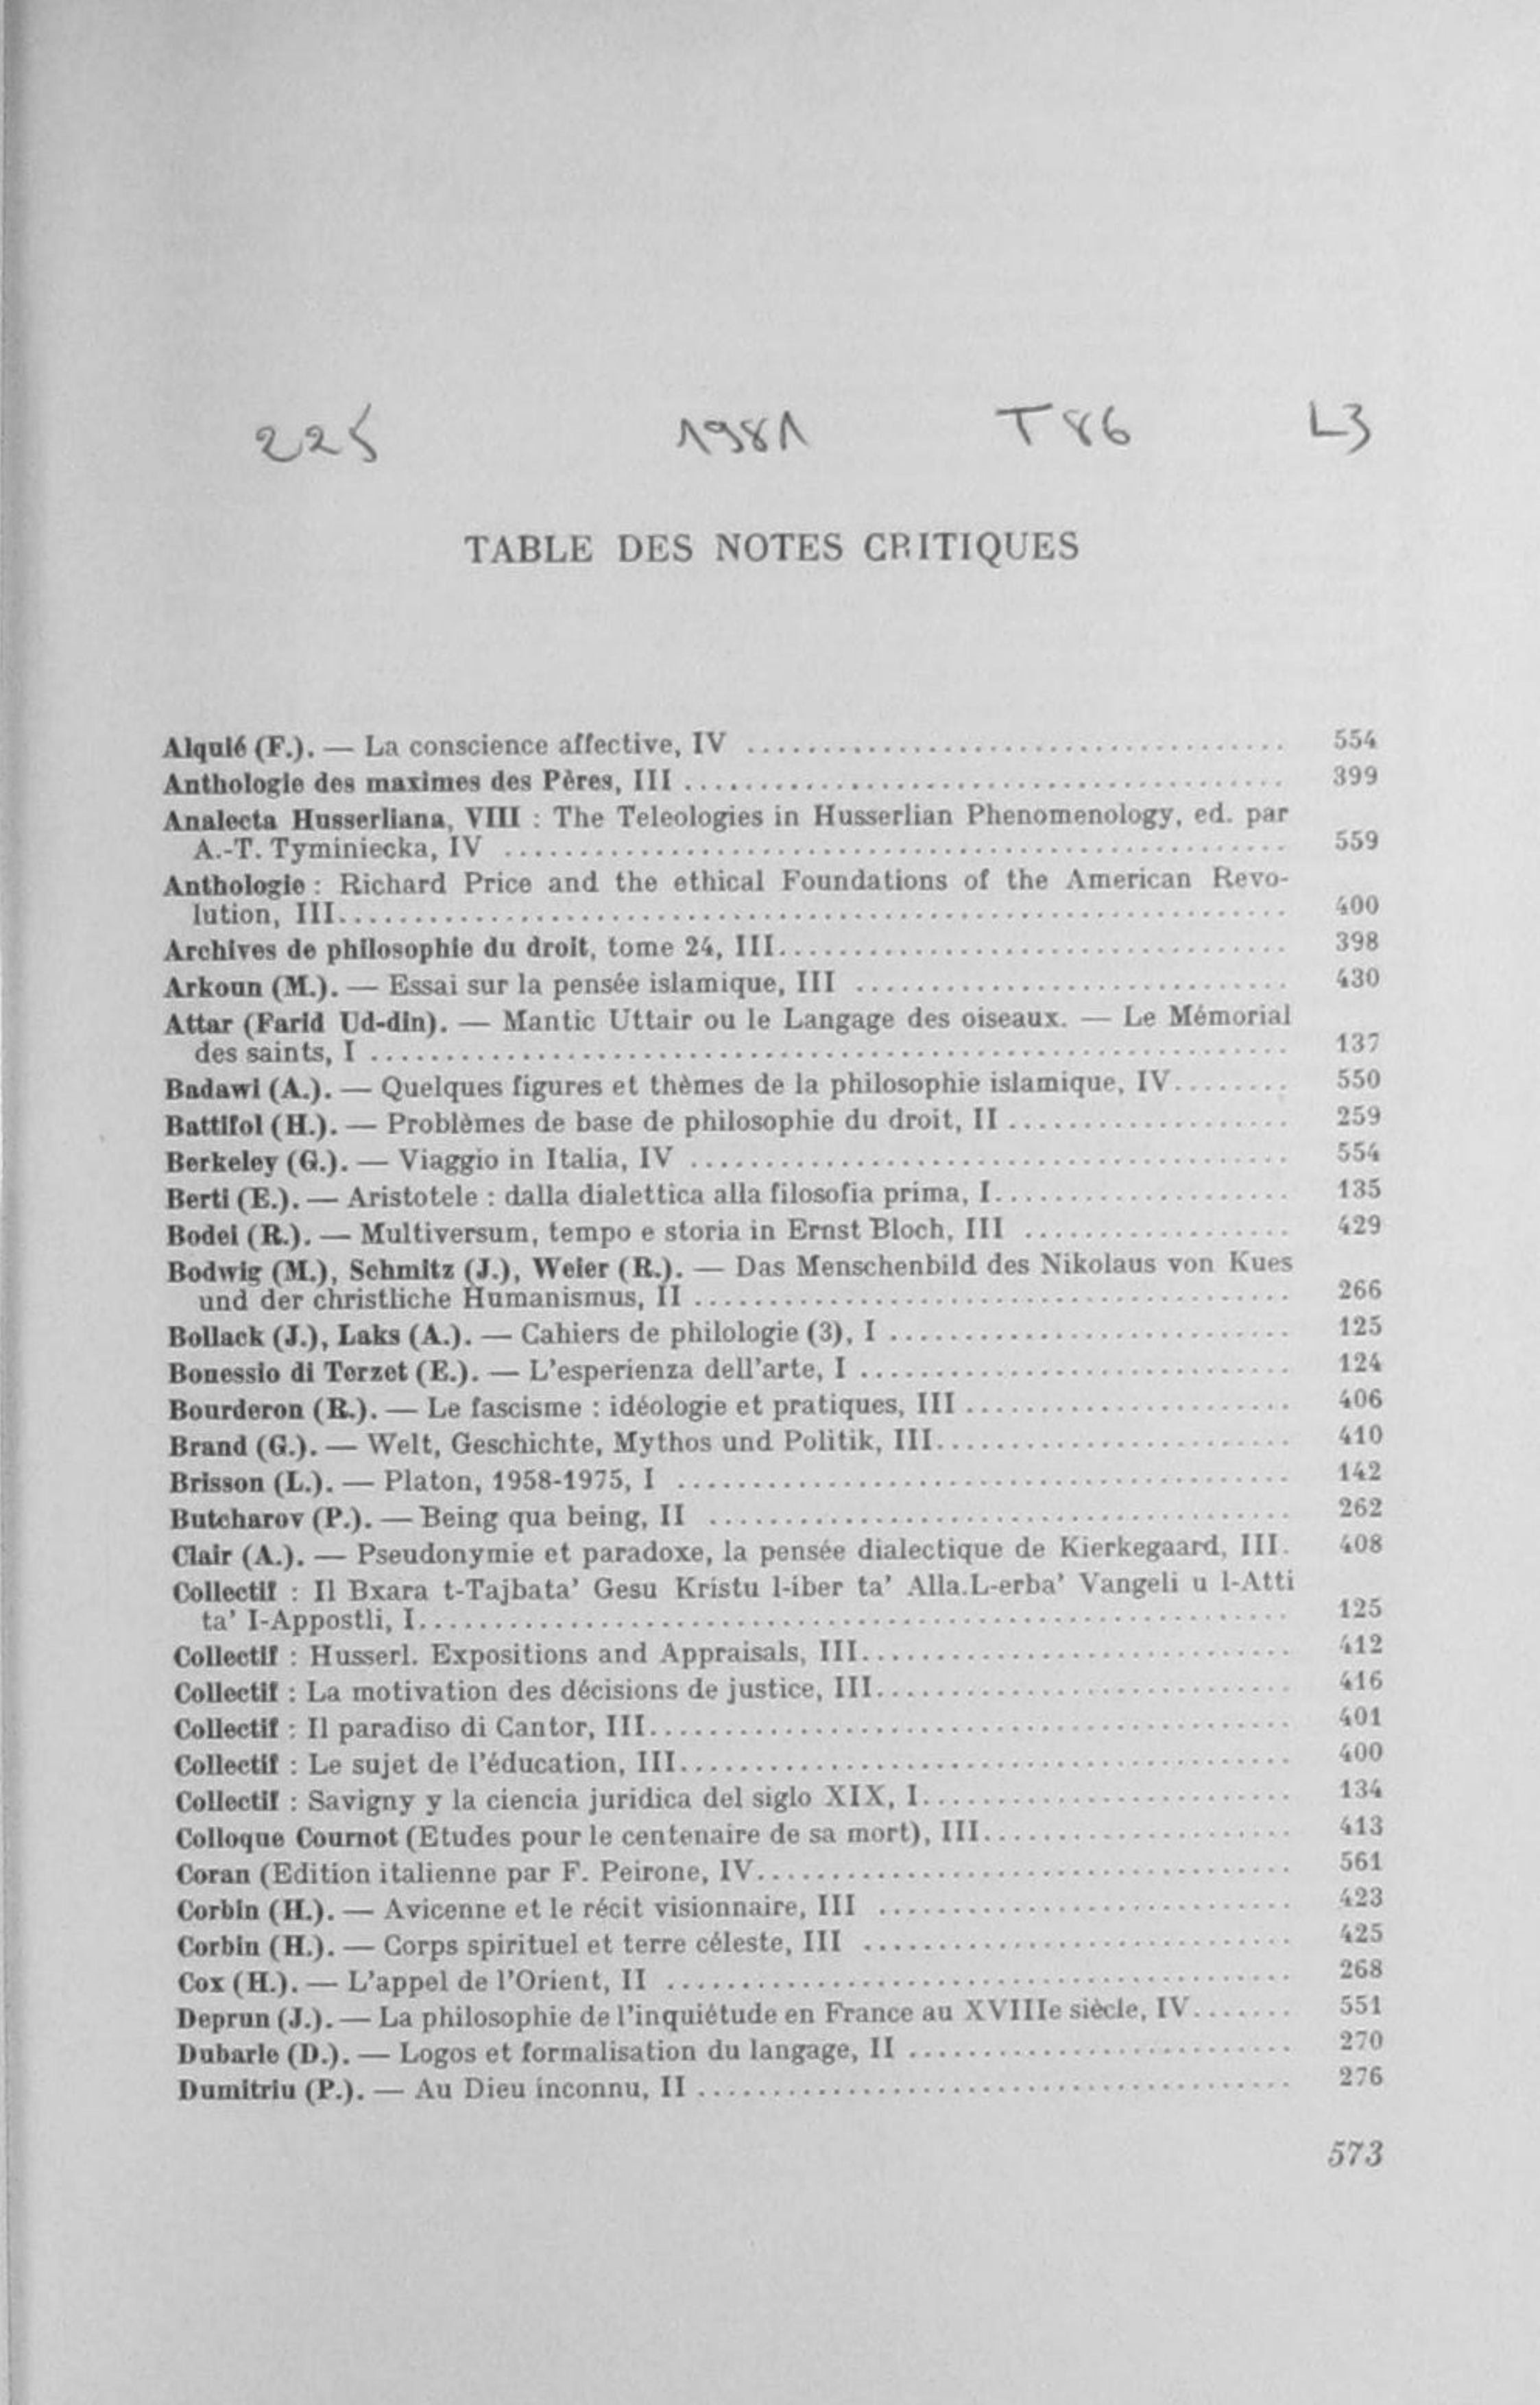 225 1981 T86 L3
TABLE DES NOTES CRITIQUES
Alquié (F.). — La conscience affective, IV .................................... 554
Anthologie des maximes des Pères, III ........................................ 399
Analecta Husserliana, VIII : The Teleologies in Husserlian Phenomenology, ed. par
A.-T. Tyminiecka, IV .................................................... 559
Anthologie : Richard Price and the ethical Foundations of the American Revo-
lution, III............................................................... 400
Archives de philosophie du droit, tome 24, III.................................. 398
Arkoun (M.). — Essai sur la pensée islamique, III ............................. 430
Attar (Farid Ud-din). — Mantic Uttair ou le Langage des oiseaux. — Le Mémorial
des saints, I ............................................................. 137
Badawi (A.). — Quelques figures et thèmes de la philosophie islamique, IV........ 550
Battifol (H.). — Problèmes de base de philosophie du droit, II ................... 259
Berkeley (G.). — Viaggio in Italia, IV ........................................ 554
Berti (E.). — Aristotele : dalla dialettica alla filosofia prima, I.................... 135
Bodei (R.). — Multiversum, tempo e storia in Ernst Bloch, III .................. 429
Bodwig (M.), Schmitz (J.), Weier (R.). — Das Menschenbild des Nikolaus von Kues
und der christliche Humanismus, II ........................................ 266
Bollack (J.), Laks (A.). — Cahiers de philologie (3), I ........................... 125
Bonessio di Terzet (E.). — L'esperienza dell'arte, I ............................. 124
Bourderon (R.). — Le fascisme : idéologie et pratiques, III ...................... 406
Brand (G.). — Welt, Geschichte, Mythos und Politik, III........................ 410
Brisson (L.). — Platon, 1958-1975, I ......................................... 142
Butcharov (P.). — Being qua being, II ....................................... 262
Clair (A.). — Pseudonymie et paradoxe, la pensée dialectique de Kierkegaard, III. 408
Collectif : Il Bxara t-Tajbata' Gesu Kristu l-iber ta' Alla.L-erba' Vangeli u l-Atti
ta' I-Appostli, I.......................................................... 125
Collectif : Husserl. Expositions and Appraisals, III............................. 412
Collectif : La motivation des décisions de justice, III............................ 416
Collectif : Il paradiso di Cantor, III........................................... 401
Collectif : Le sujet de l'éducation, III......................................... 400
Collectif : Savigny y la ciencia juridica del siglo XIX, I......................... 134
Colloque Cournot (Etudes pour le centenaire de sa mort), III..................... 413
Coran (Edition italienne par F. Peirone, IV.................................... 561
Corbin (H.). — Avicenne et le récit visionnaire, III ............................ 423
Corbin (H.). — Corps spirituel et terre céleste, III ............................. 425
Cox (H.). — L'appel de l'Orient, II .......................................... 268
Deprun (J.). — La philosophie de l'inquiétude en France au XVIIIe siècle, IV....... 551
Dubarle (D.). — Logos et formalisation du langage, II .......................... 270
Dumitriu (P.). — Au Dieu inconnu, II ........................................ 276
573